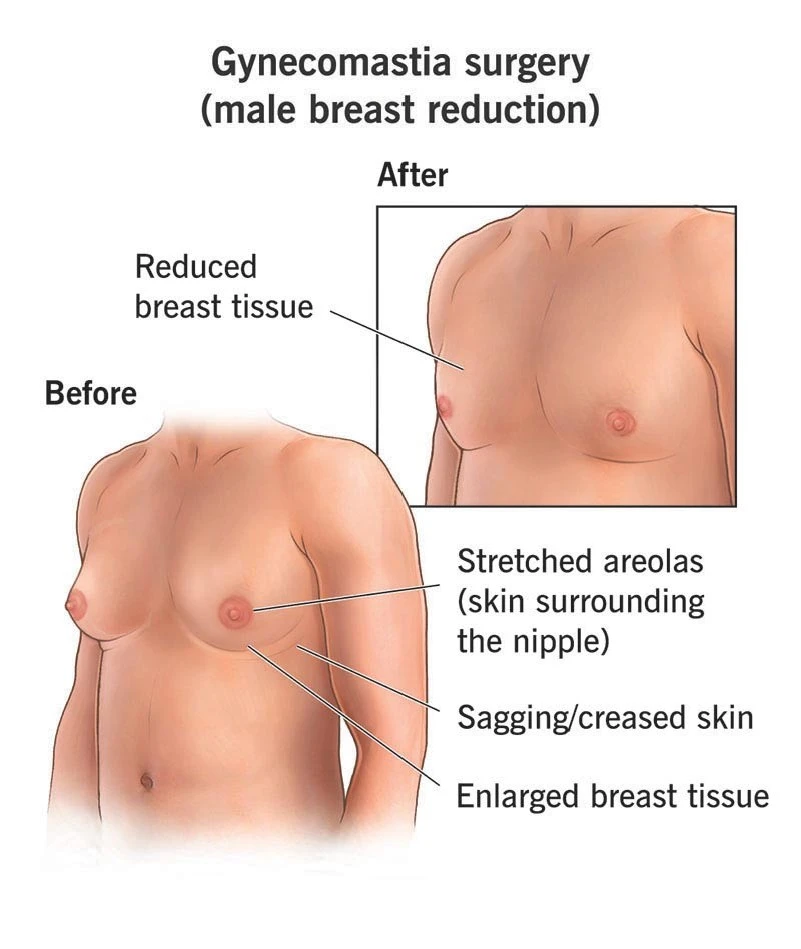 Gynecomastia surgery
(male breast reduction)
After
Reduced
breast tissue
Before
Stretched areolas
(skin surrounding
the nipple)
Sagging/creased skin
Enlarged breast tissue